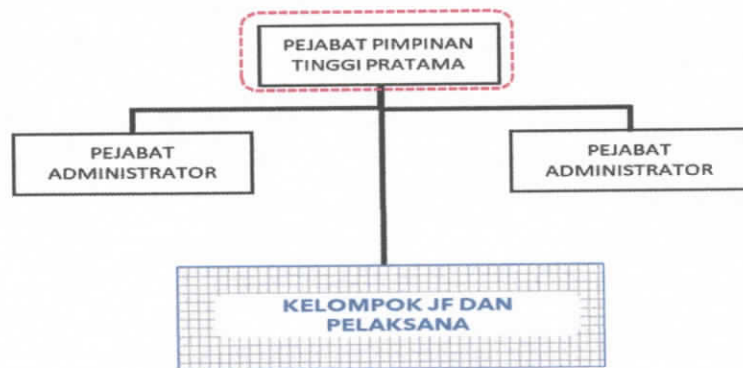 PEJABAT PIMPINAN
TINGGI PRATAMA
PEJABAT
ADMINISTRATOR
PEJABAT
ADMINISTRATOR
KELOMPOK JF DAN
PELAKSANA